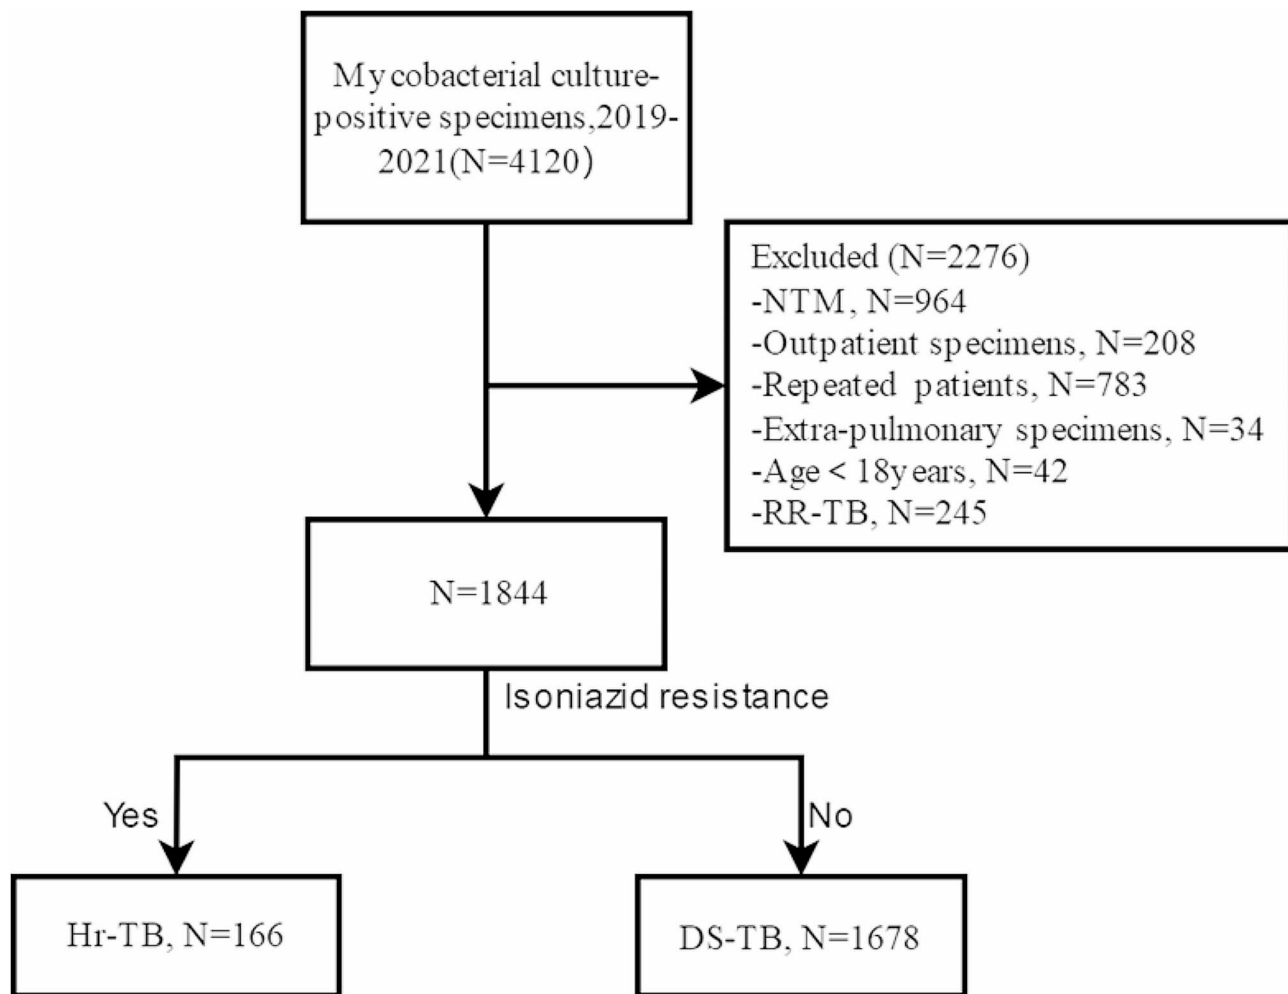 Mycobacterial culture-
positive specimens,2019-
2021(N=4120)
Excluded (N=2276)
-NTM, N=964
-Outpatient specimens, N=208
-Repeated patients, N=783
-Extra-pulmonary specimens, N=34
-Age < 18years, N=42
-RR-TB, N=245
N=1844
Isoniazid resistance
Yes
No
Hr-TB, N=166
DS-TB, N=1678